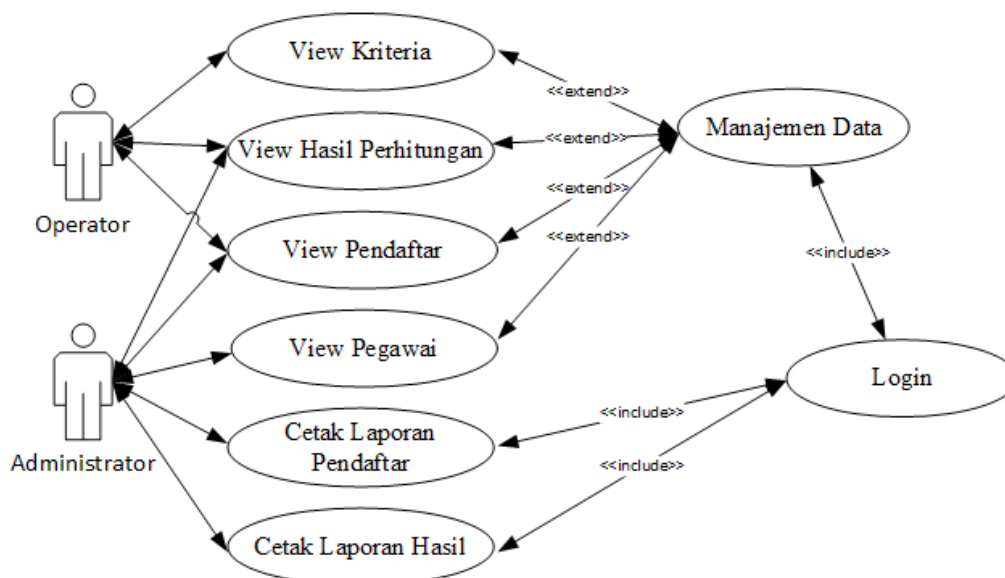 View Kriteria
<<extend>>
Manajemen Data
View Hasil Perhitungan
<<extend>>
<<extend>>
Operator
View Pendaftar
<<extend>>
<<include>>
View Pegawai
Login
Cetak Laporan
Pendaftar
<<include>>
Administrator
<<include>>
Cetak Laporan Hasil